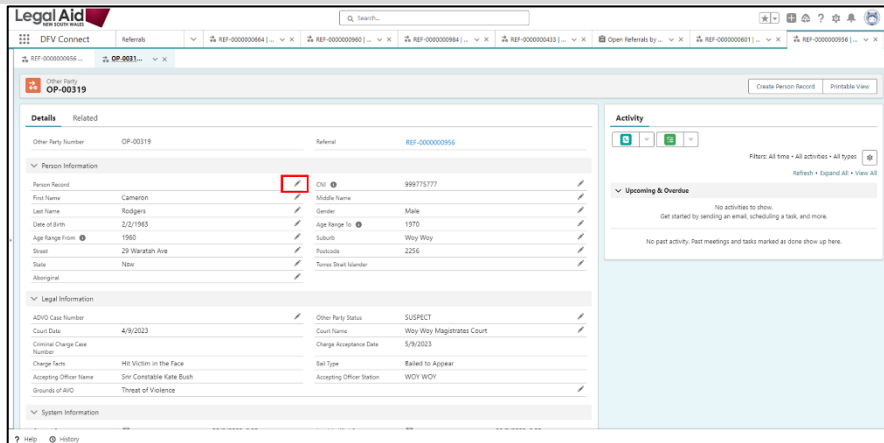 Legal Aid
NEW SOUTH WALES
Search...
DFV Connect
Referrals
REF-0000000664 | ...
REF-0000000960 | ...
REF-0000000984 | ...
REF-0000000433 | ...
Open Referrals by ...
REF-0000000601 | ...
REF-0000000956 | ...
REF-0000000956 ...
OP-0031...
Other Party
OP-00319
Create Person Record
Printable View
Details Related
Other Party Number OP-00319 Referral REF-0000000956
Person Information
Person Record CNI 999775777
First Name Cameron Middle Name
Last Name Rodgers Gender Male
Date of Birth 2/2/1963 Age Range To 1970
Age Range From 1960 Suburb Woy Woy
Street 29 Waratah Ave Postcode 2256
State Nsw Torres Strait Islander
Aboriginal
Legal Information
ADVO Case Number Other Party Status SUSPECT
Court Date 4/9/2023 Court Name Woy Woy Magistrates Court
Criminal Charge Case Number Charge Acceptance Date 5/9/2023
Charge Facts Hit Victim in the Face Bail Type Bailed to Appear
Accepting Officer Name Snr Constable Kate Bush Accepting Officer Station WOY WOY
Grounds of AVO Threat of Violence
System Information
Activity
Filters: All time • All activities • All types
Refresh • Expand All • View All
Upcoming & Overdue
No activities to show.
Get started by sending an email, scheduling a task, and more.
No past activity. Past meetings and tasks marked as done show up here.
Help
History